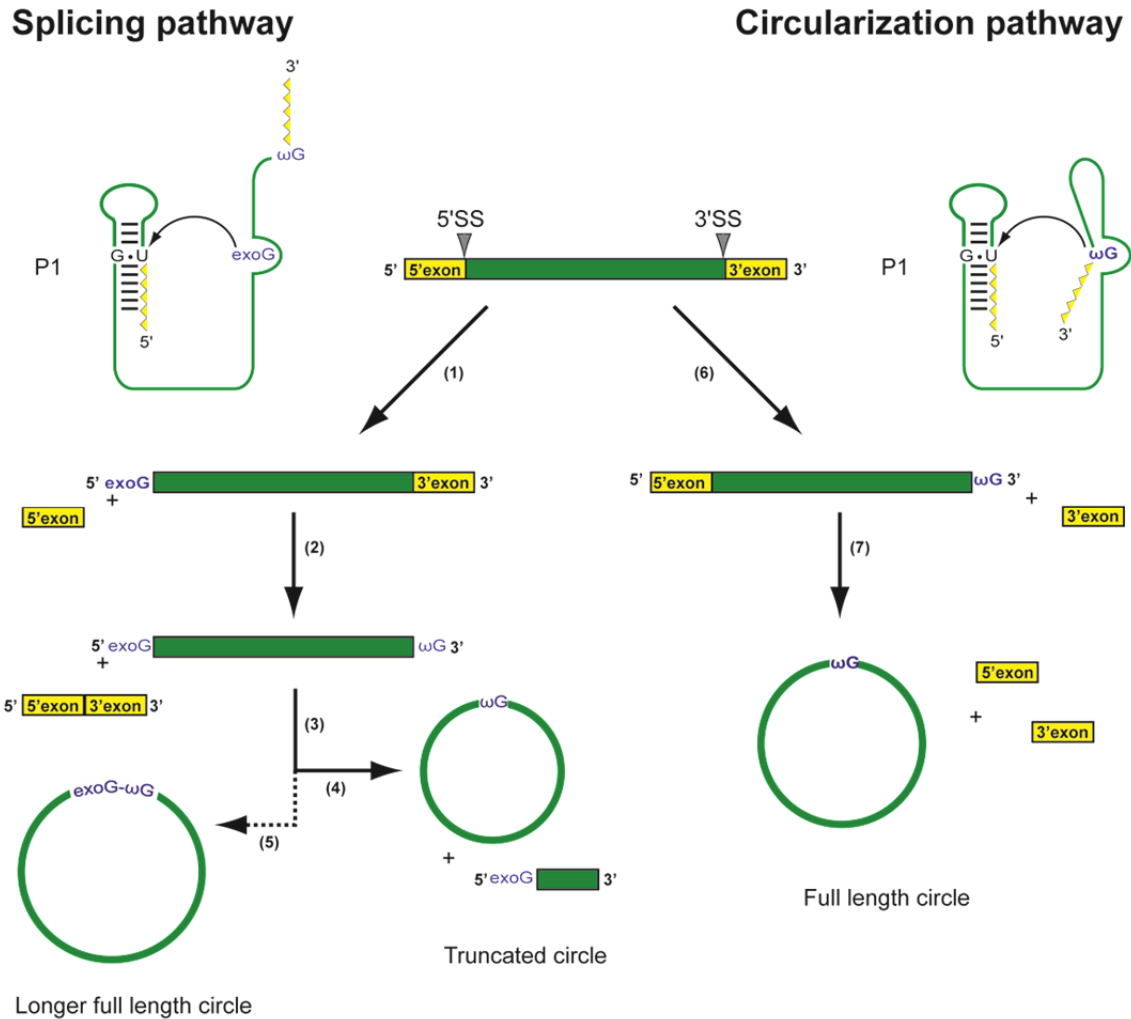 Splicing pathway
Circularization pathway
3'
ωG
P1
G·U
exoG
5'
5'SS
3'SS
5' 5'exon 3'exon 3'
P1
G·U
ωG
5'
3'
(1)
(6)
5' exoG 3'exon 3'
+
5'exon
5' 5'exon ωG 3'
+
3'exon
(2)
(7)
5' exoG ωG 3'
+
5' 5'exon 3'exon 3'
(3)
(4)
(5)
ωG
ωG
5'exon
+
3'exon
exoG-ωG
+
5' exoG 3'
Full length circle
Truncated circle
Longer full length circle